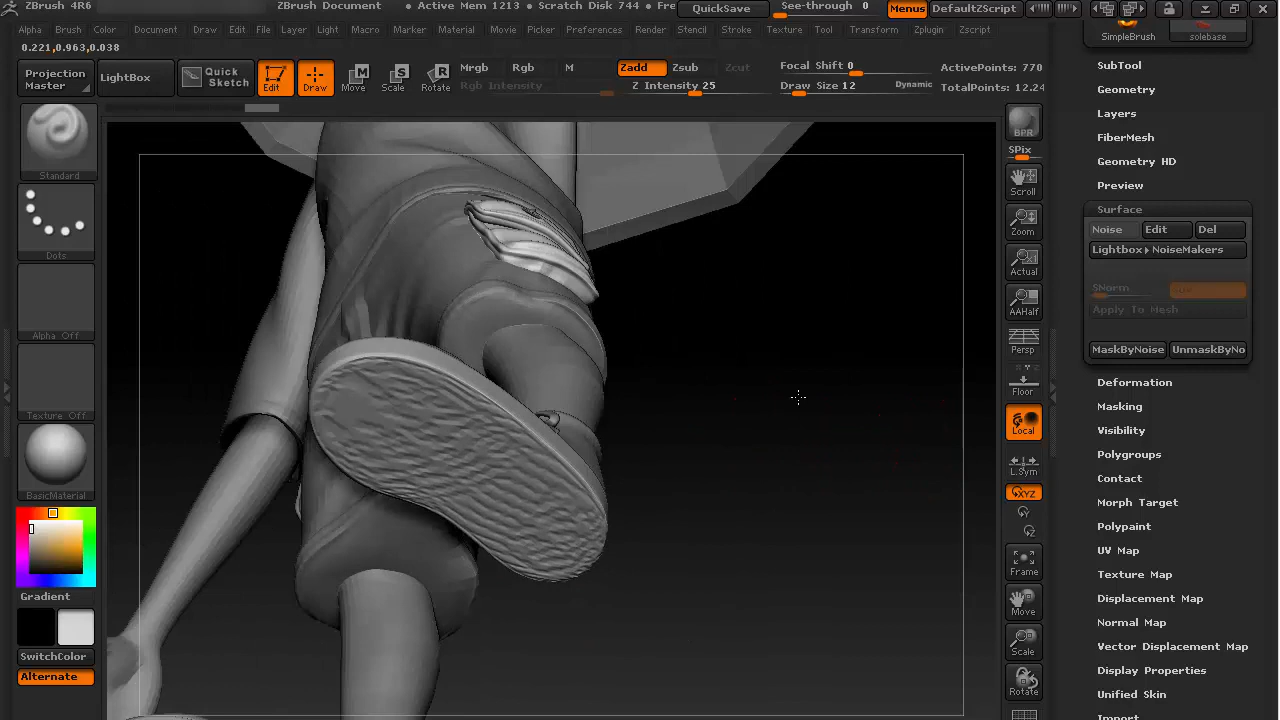 ZBrush 4R6 ZBrush Document • Active Mem 1213 • Scratch Disk 744 • Fre QuickSave See-through 0 Menus DefaultZScript
Alpha Brush Color Document Draw Edit File Layer Light Macro Marker Material Movie Picker Preferences Render Stencil Stroke Texture Tool Transform Zplugin Zscript
0.221,0.963,0.038
Projection Master
LightBox
Quick Sketch
Edit
Draw
Move
Scale
Rotate
Mrgb Rgb M
Rgb Intensity
Zadd Zsub Zcut
Z Intensity 25
Focal Shift 0
Draw Size 12 Dynamic
ActivePoints: 770
TotalPoints: 12.24
Standard
Dots
Alpha Off
Texture Off
BasicMaterial
Gradient
SwitchColor
Alternate
BPR
SPix
Scroll
Zoom
Actual
AAHalf
Persp
Floor
Local
L.Sym
XYZ
Frame
Move
Scale
Rotate
SimpleBrush
solebase
SubTool
Geometry
Layers
FiberMesh
Geometry HD
Preview
Surface
Noise Edit Del
Lightbox▸NoiseMakers
SNorm
Apply To Mesh
MaskByNoise UnmaskByNo
Deformation
Masking
Visibility
Polygroups
Contact
Morph Target
Polypaint
UV Map
Texture Map
Displacement Map
Normal Map
Vector Displacement Map
Display Properties
Unified Skin
Import